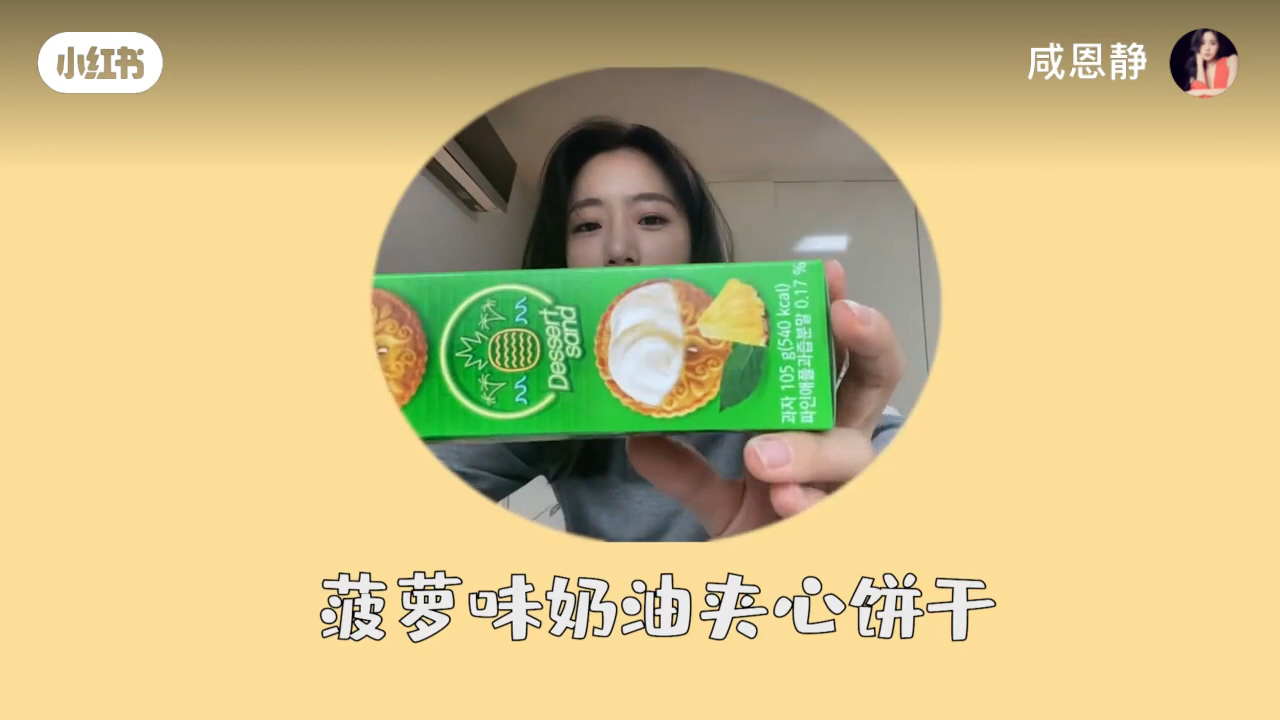 小红书
咸恩静
Dessert
sand
과자 105 g(540 kcal)
파인애플과즙분말 0.17 %
菠萝味奶油夹心饼干